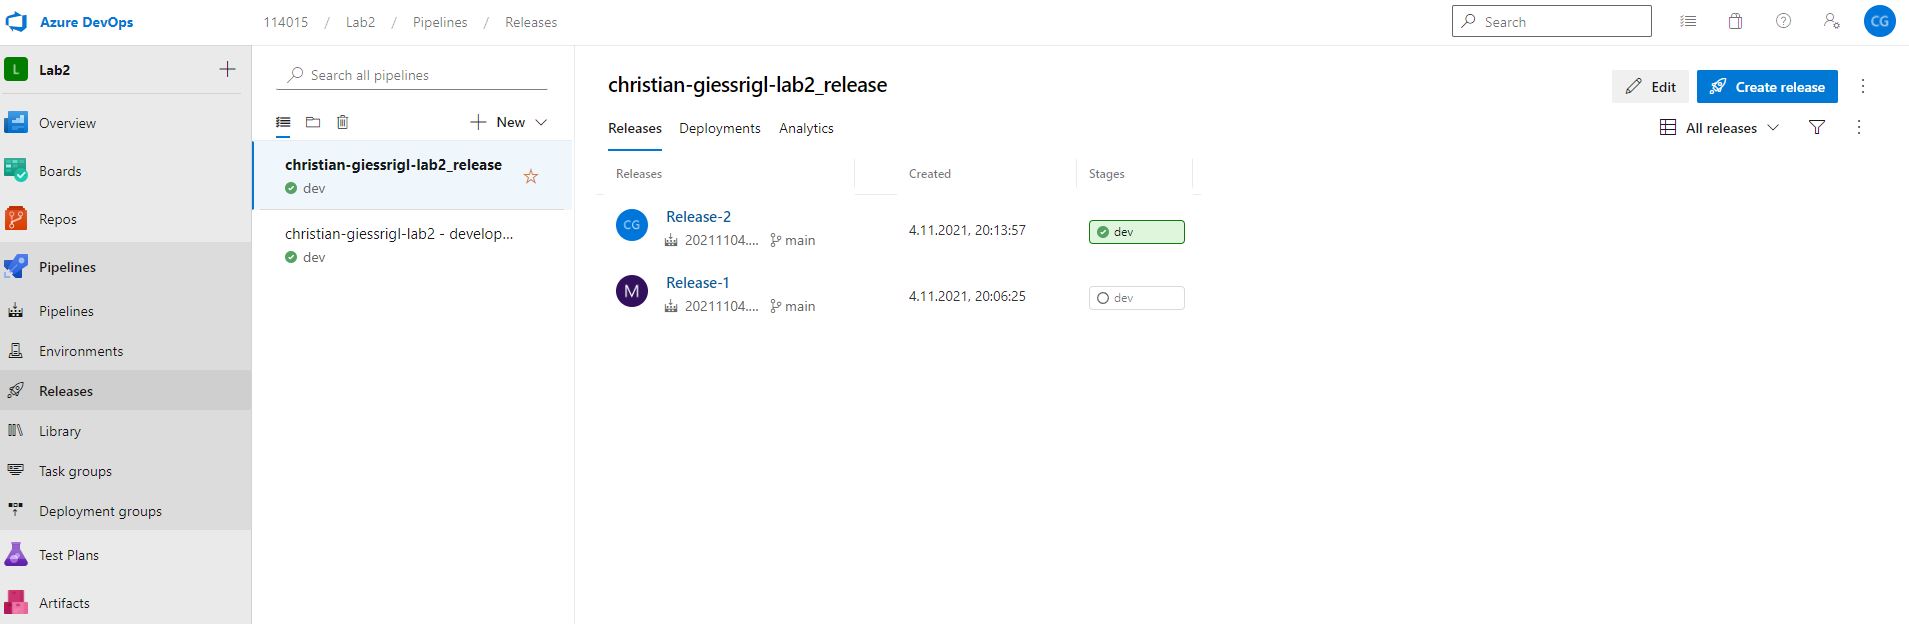 Azure DevOps
114015 / Lab2 / Pipelines / Releases
Search
CG
L Lab2
Overview
Boards
Repos
Pipelines
Pipelines
Environments
Releases
Library
Task groups
Deployment groups
Test Plans
Artifacts
Search all pipelines
New
christian-giessrigl-lab2_release
dev
christian-giessrigl-lab2 - develop...
dev
christian-giessrigl-lab2_release
Edit
Create release
Releases Deployments Analytics
All releases
Releases Created Stages
CG Release-2 4.11.2021, 20:13:57 dev
20211104.... main
M Release-1 4.11.2021, 20:06:25 dev
20211104.... main